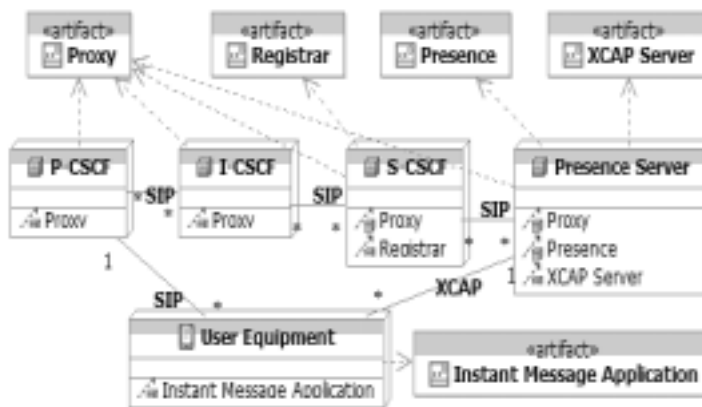 «artifact» «artifact» «artifact» «artifact»
Proxy Registrar Presence XCAP Server
P-CSCF I-CSCF S-CSCF Presence Server
SIP SIP SIP
* * * * * *
Proxy Proxy Proxy Proxy
Registrar Presence
XCAP Server
1 1
SIP * * XCAP
User Equipment
«artifact»
Instant Message Application Instant Message Application